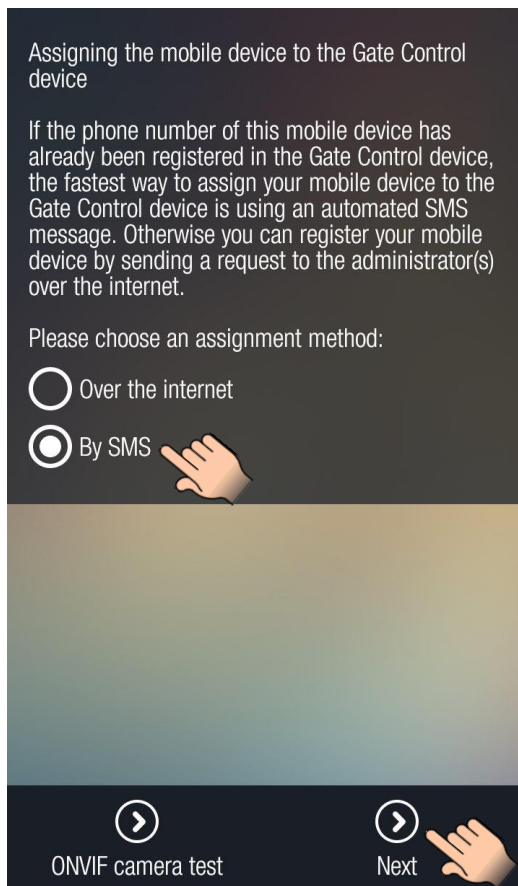 Assigning the mobile device to the Gate Control
device
If the phone number of this mobile device has
already been registered in the Gate Control device,
the fastest way to assign your mobile device to the
Gate Control device is using an automated SMS
message. Otherwise you can register your mobile
device by sending a request to the administrator(s)
over the internet.
Please choose an assignment method:
Over the internet
By SMS
ONVIF camera test
Next